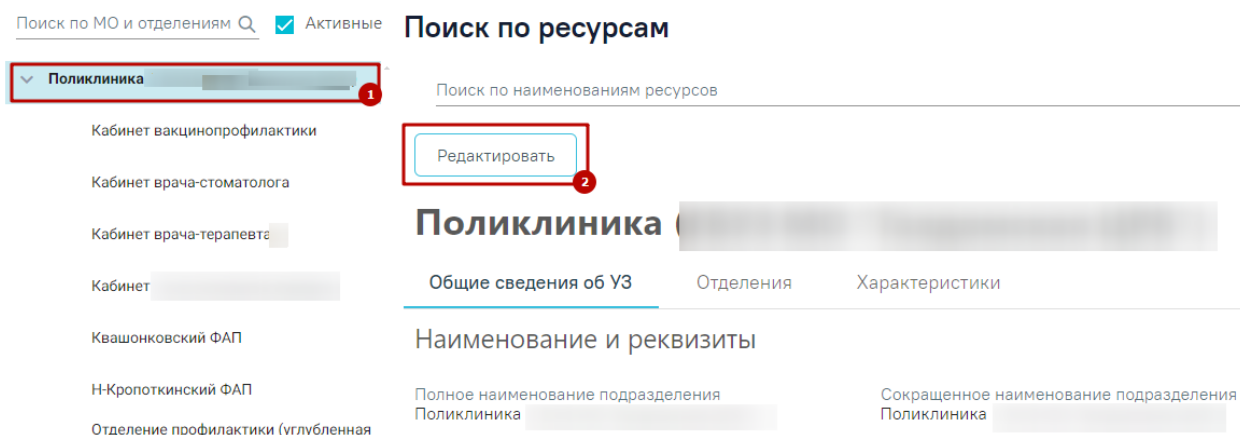 Поиск по МО и отделениям
Активные
Поликлиника
1
Кабинет вакцинопрофилактики
Кабинет врача-стоматолога
Кабинет врача-терапевта
Кабинет
Квашонковский ФАП
Н-Кропоткинский ФАП
Отделение профилактики (углубленная
Поиск по ресурсам
Поиск по наименованиям ресурсов
Редактировать
2
Поликлиника (
Общие сведения об УЗ Отделения Характеристики
Наименование и реквизиты
Полное наименование подразделения Сокращенное наименование подразделения
Поликлиника Поликлиника